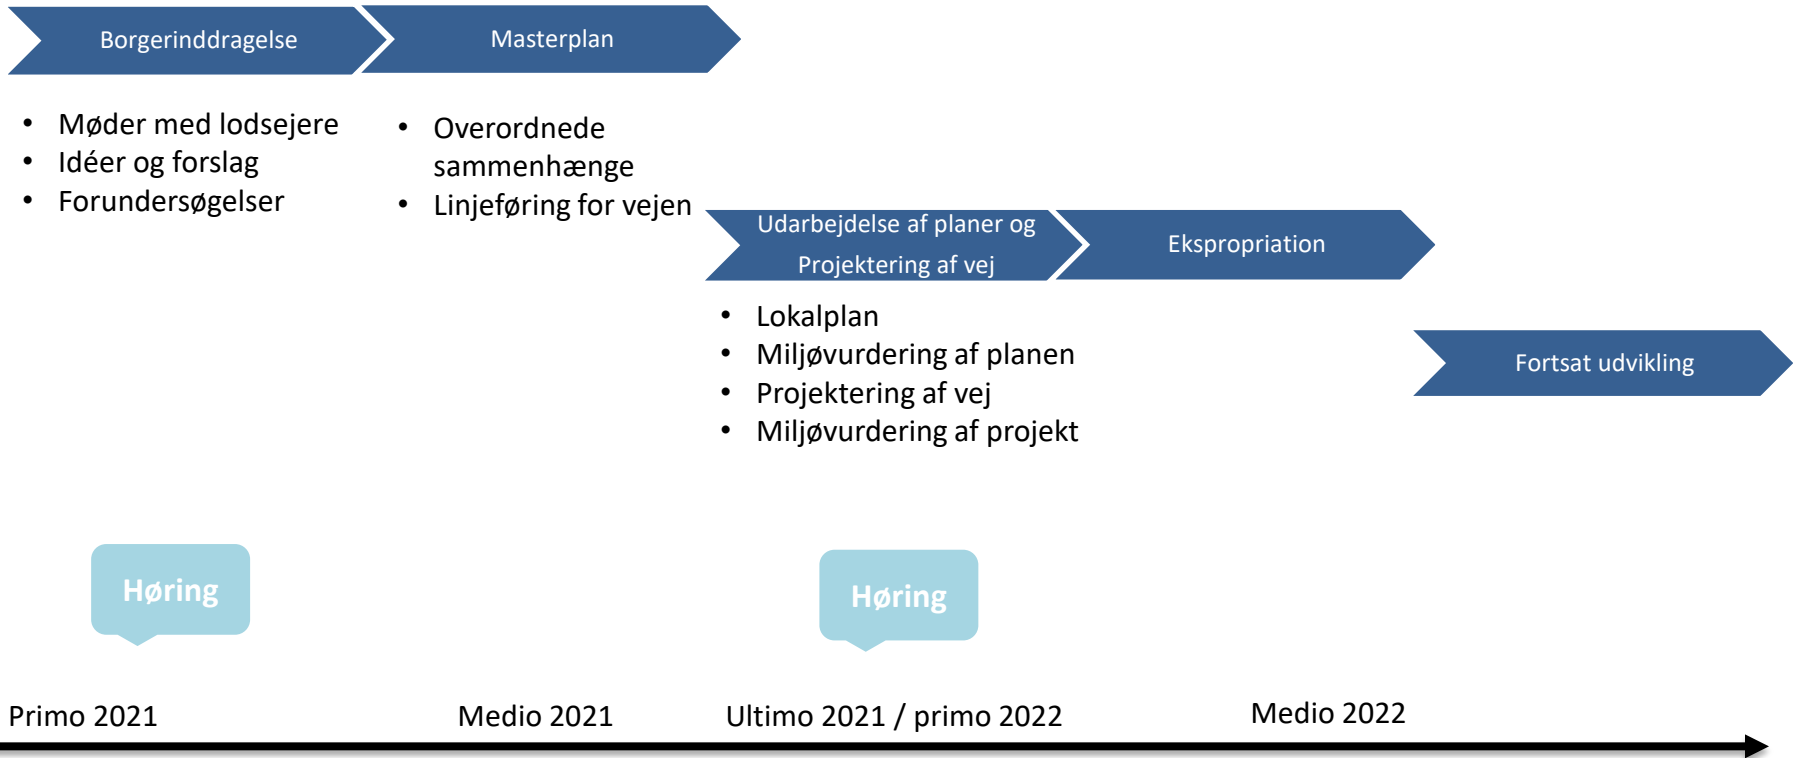 Borgerinddragelse
Masterplan
• Møder med lodsejere
• Idéer og forslag
• Forundersøgelser
• Overordnede
sammenhænge
• Linjeføring for vejen
Udarbejdelse af planer og
Projektering af vej
Ekspropriation
• Lokalplan
• Miljøvurdering af planen
• Projektering af vej
• Miljøvurdering af projekt
Fortsat udvikling
Høring
Høring
Primo 2021
Medio 2021
Ultimo 2021 / primo 2022
Medio 2022